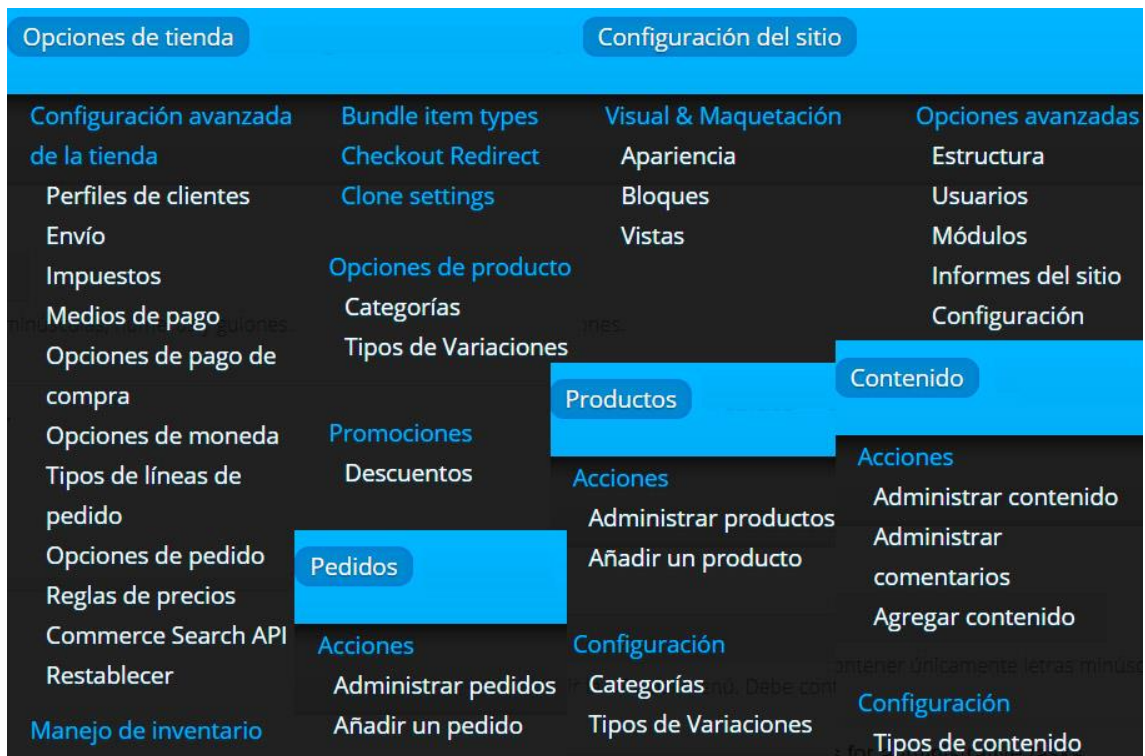 Opciones de tienda
Configuración avanzada
de la tienda
Perfiles de clientes
Envío
Impuestos
Medios de pago
Opciones de pago de
compra
Opciones de moneda
Tipos de líneas de
pedido
Opciones de pedido
Reglas de precios
Commerce Search API
Restablecer
Manejo de inventario
Bundle item types
Checkout Redirect
Clone settings
Opciones de producto
Categorías
Tipos de Variaciones
Promociones
Descuentos
Pedidos
Acciones
Administrar pedidos
Añadir un pedido
Configuración del sitio
Visual & Maquetación
Apariencia
Bloques
Vistas
Opciones avanzadas
Estructura
Usuarios
Módulos
Informes del sitio
Configuración
Productos
Acciones
Administrar productos
Añadir un producto
Configuración
Categorías
Tipos de Variaciones
Contenido
Acciones
Administrar contenido
Administrar
comentarios
Agregar contenido
Configuración
Tipos de contenido